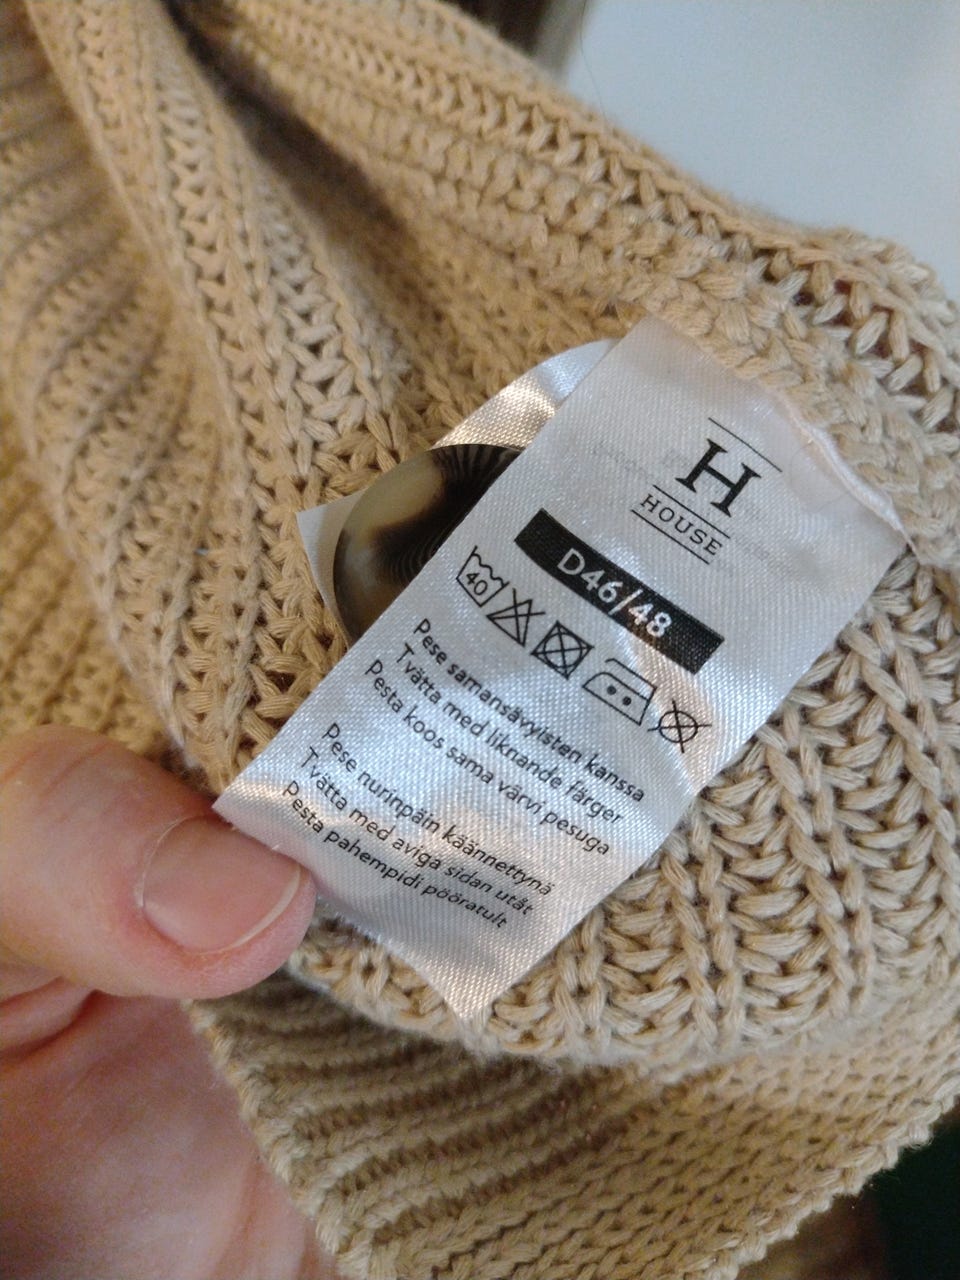 H
HOUSE
D46/48
40
Pese samansävyisten kanssa
Tvätta med liknande färger
Pesta koos sama värvi pesuga
Pese nurinpäin käännettynä
Tvätta med aviga sidan utåt
Pesta pahempidi pööratult